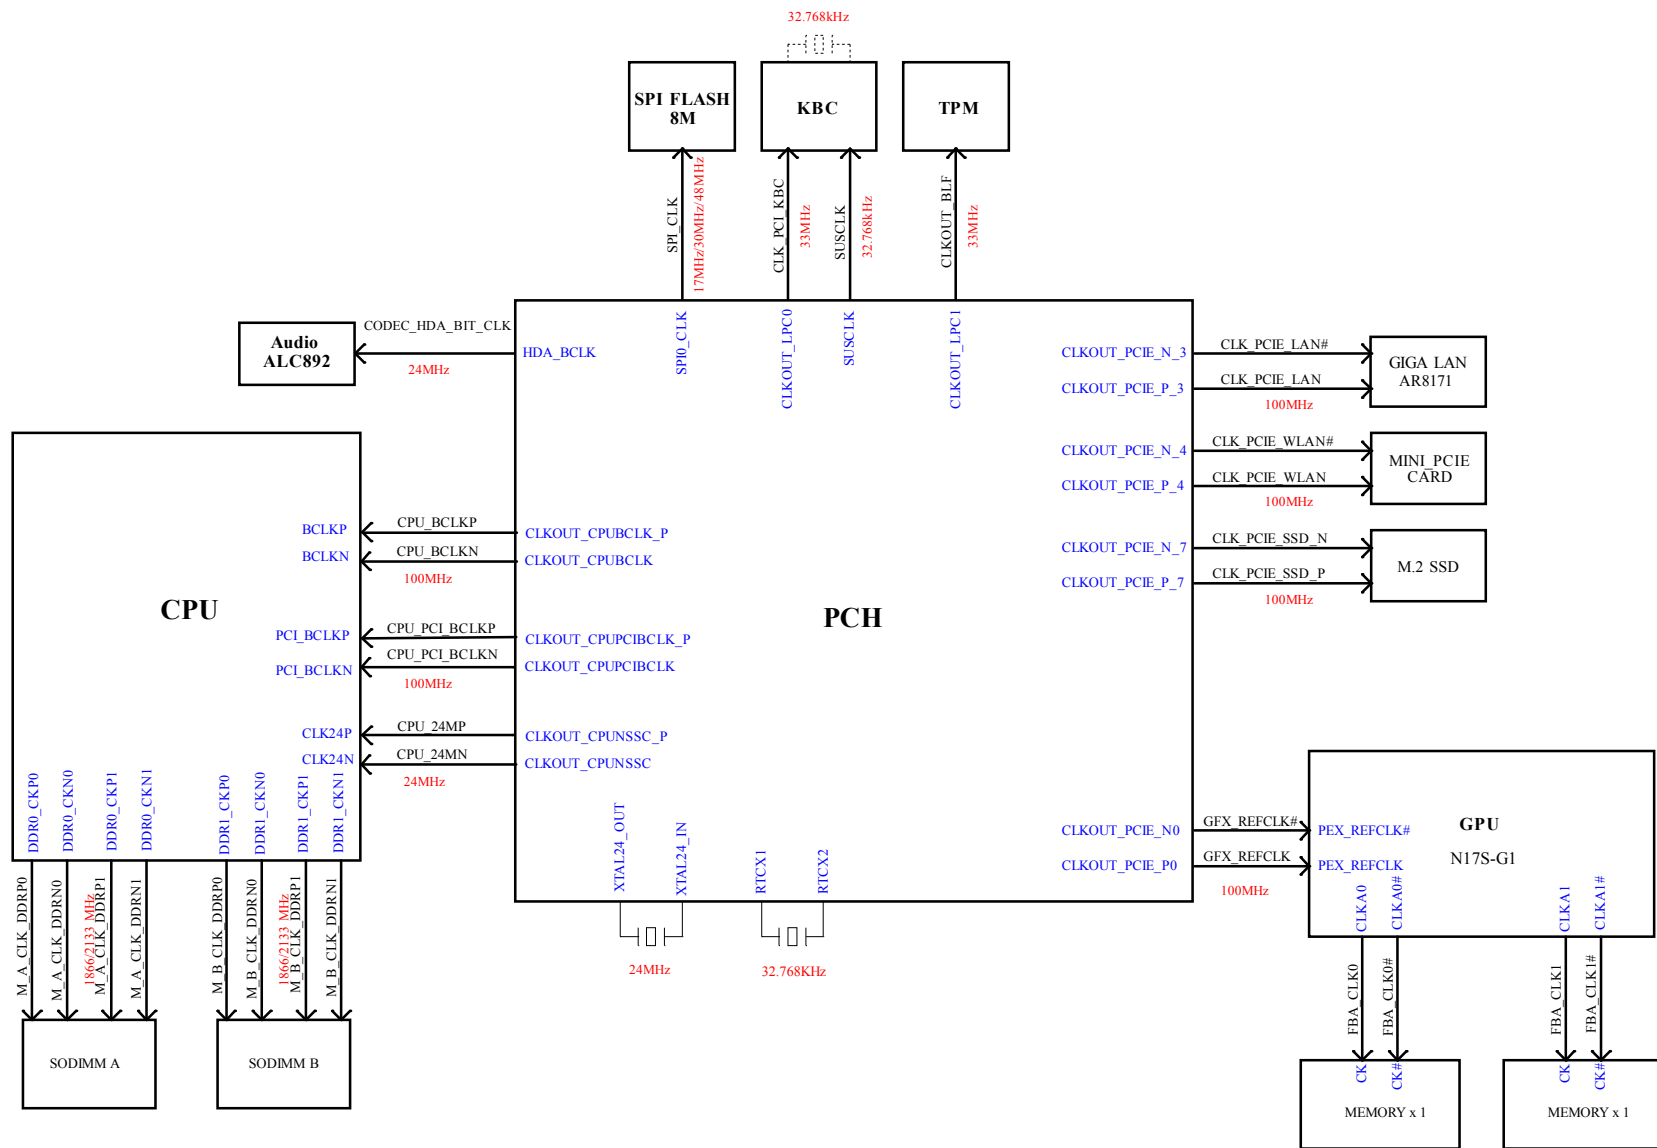 32.768kHz
SPI FLASH
8M
KBC
TPM
SPI_CLK
17MHz/30MHz/48MHz
CLK_PCI_KBC
33MHz
SUSCLK
32.768kHz
CLKOUT_BLF
33MHz
Audio
ALC892
CODEC_HDA_BIT_CLK
24MHz
HDA_BCLK
SPI0_CLK
CLKOUT_LPC0
SUSCLK
CLKOUT_LPC1
CLKOUT_PCIE_N_3
CLK_PCIE_LAN#
CLKOUT_PCIE_P_3
CLK_PCIE_LAN
100MHz
GIGA LAN
AR8171
CLKOUT_PCIE_N_4
CLK_PCIE_WLAN#
CLKOUT_PCIE_P_4
CLK_PCIE_WLAN
100MHz
MINI_PCIE
CARD
CLKOUT_PCIE_N_7
CLK_PCIE_SSD_N
CLKOUT_PCIE_P_7
CLK_PCIE_SSD_P
100MHz
M.2 SSD
CPU
PCH
BCLKP
CPU_BCLKP
CLKOUT_CPUBCLK_P
BCLKN
CPU_BCLKN
CLKOUT_CPUBCLK
100MHz
PCI_BCLKP
CPU_PCI_BCLKP
CLKOUT_CPUPCIBCLK_P
PCI_BCLKN
CPU_PCI_BCLKN
CLKOUT_CPUPCIBCLK
100MHz
CLK24P
CPU_24MP
CLKOUT_CPUNSSC_P
CLK24N
CPU_24MN
CLKOUT_CPUNSSC
24MHz
DDR0_CKP0
DDR0_CKN0
DDR0_CKP1
DDR0_CKN1
DDR1_CKP0
DDR1_CKN0
DDR1_CKP1
DDR1_CKN1
XTAL24_OUT
XTAL24_IN
24MHz
RTCX1
RTCX2
32.768KHz
CLKOUT_PCIE_N0
GFX_REFCLK#
PEX_REFCLK#
CLKOUT_PCIE_P0
GFX_REFCLK
PEX_REFCLK
100MHz
GPU
N17S-G1
CLKA0
CLKA0#
CLKA1
CLKA1#
M_A_CLK_DDRP0
M_A_CLK_DDRN0
1866/2133 MHz
M_A_CLK_DDRP1
M_A_CLK_DDRN1
M_B_CLK_DDRP0
M_B_CLK_DDRN0
1866/2133 MHz
M_B_CLK_DDRP1
M_B_CLK_DDRN1
FBA_CLK0
FBA_CLK0#
FBA_CLK1
FBA_CLK1#
SODIMM A
SODIMM B
CK
CK#
MEMORY x 1
CK
CK#
MEMORY x 1